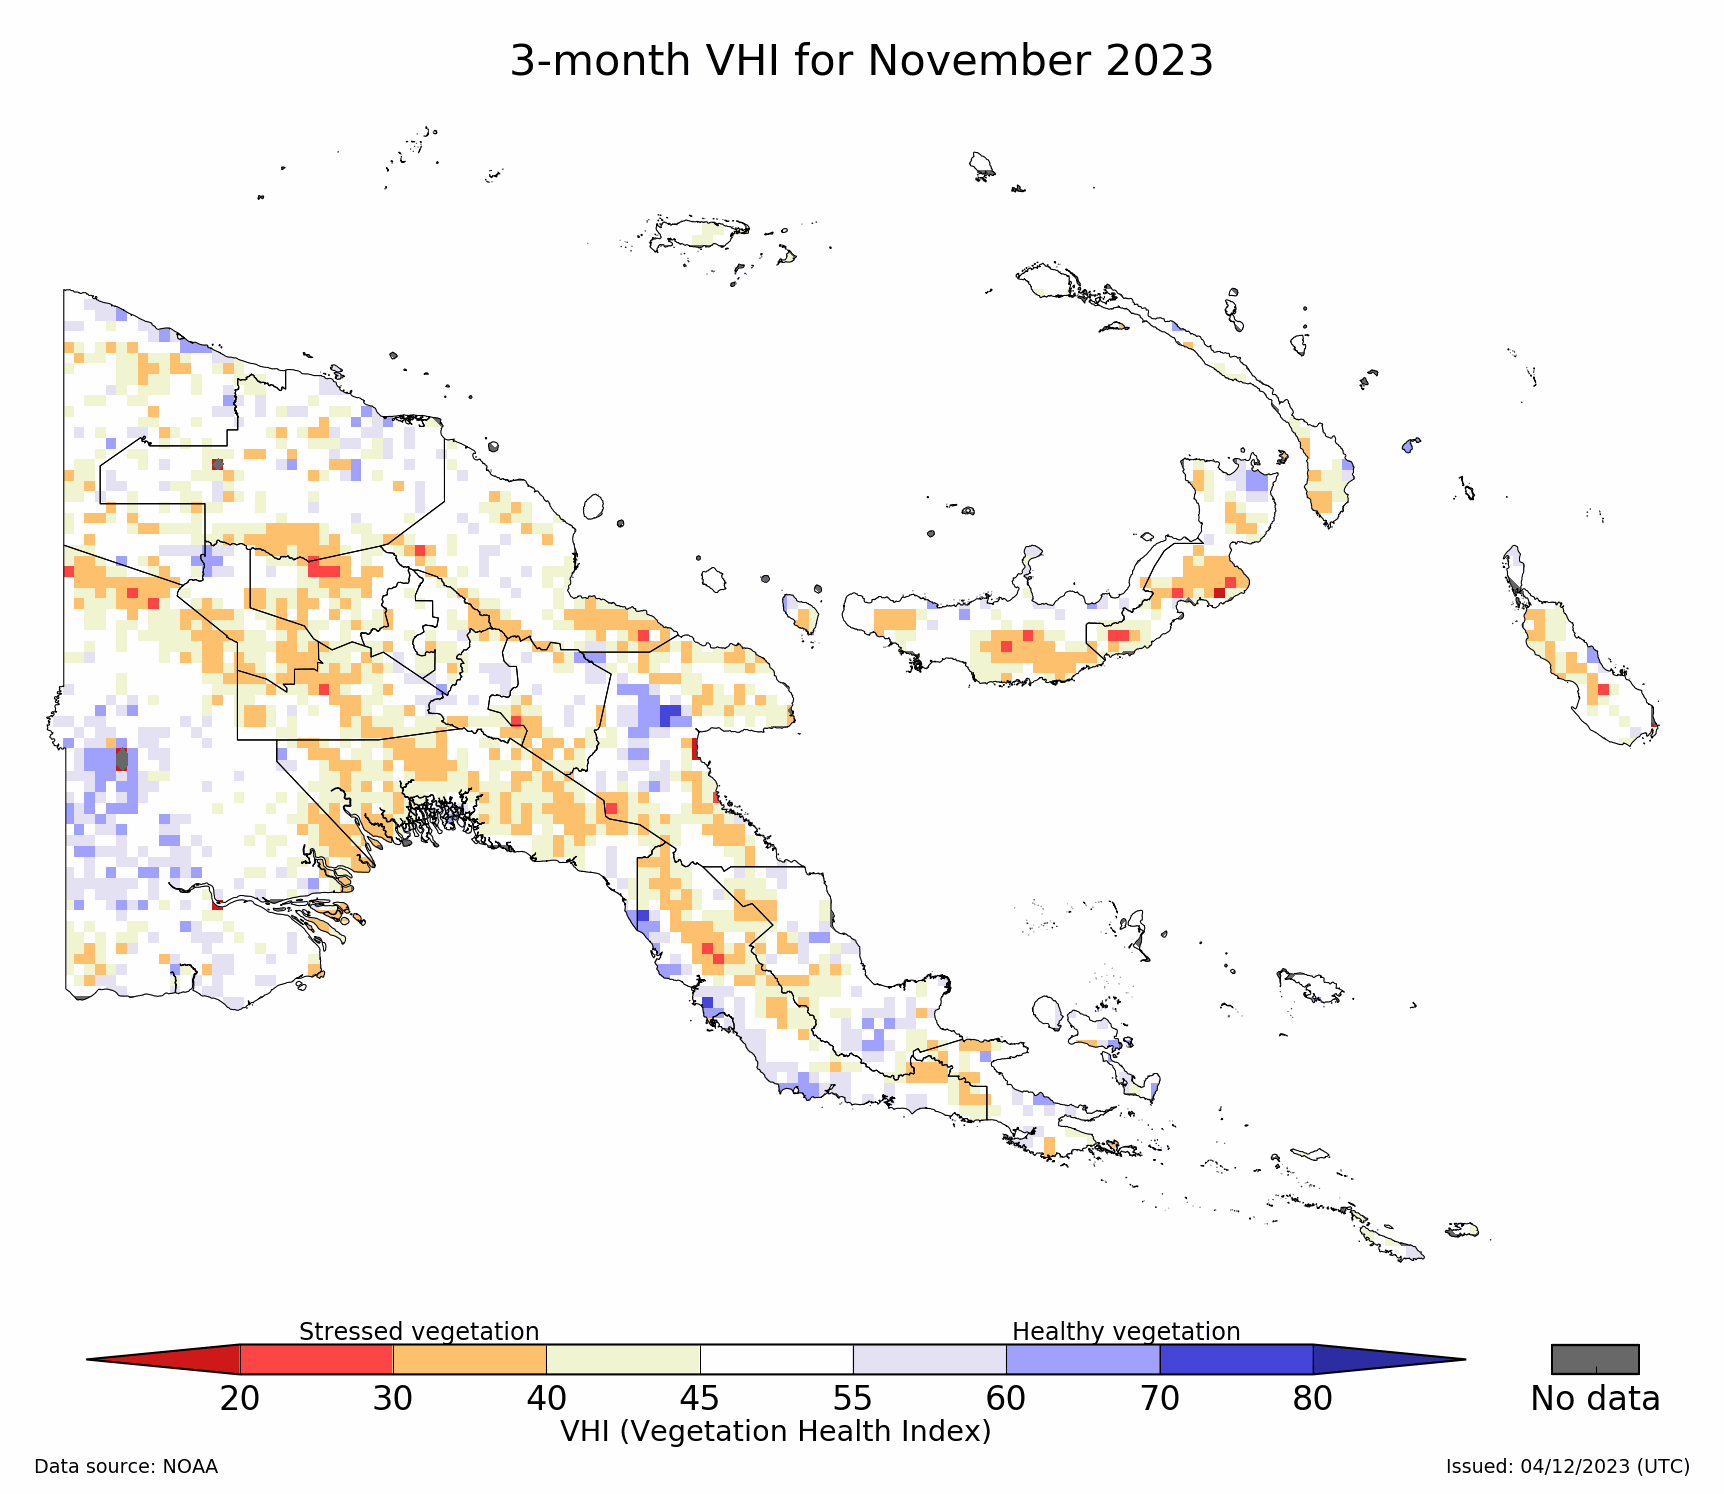 3-month VHI for November 2023
Stressed vegetation
Healthy vegetation
20 30 40 45 55 60 70 80
No data
VHI (Vegetation Health Index)
Data source: NOAA
Issued: 04/12/2023 (UTC)